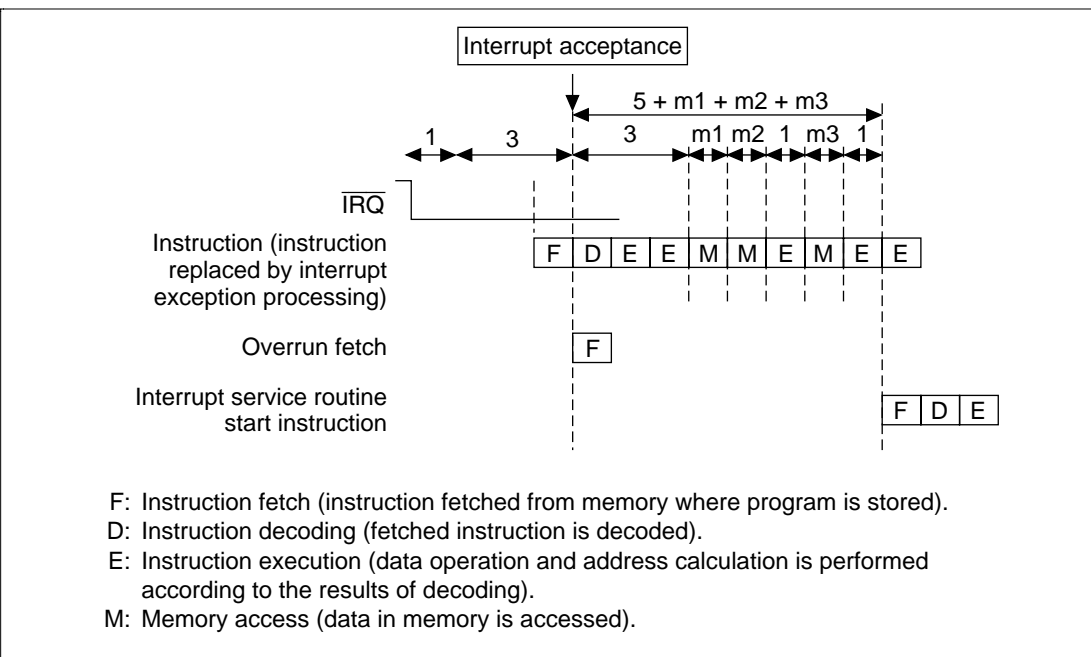 Interrupt acceptance
5 + m1 + m2 + m3
1 3 3 m1 m2 1 m3 1
IRQ
Instruction (instruction
replaced by interrupt
exception processing)
F D E E M M E M E E
Overrun fetch
F
Interrupt service routine
start instruction
F D E
F: Instruction fetch (instruction fetched from memory where program is stored).
D: Instruction decoding (fetched instruction is decoded).
E: Instruction execution (data operation and address calculation is performed
according to the results of decoding).
M: Memory access (data in memory is accessed).